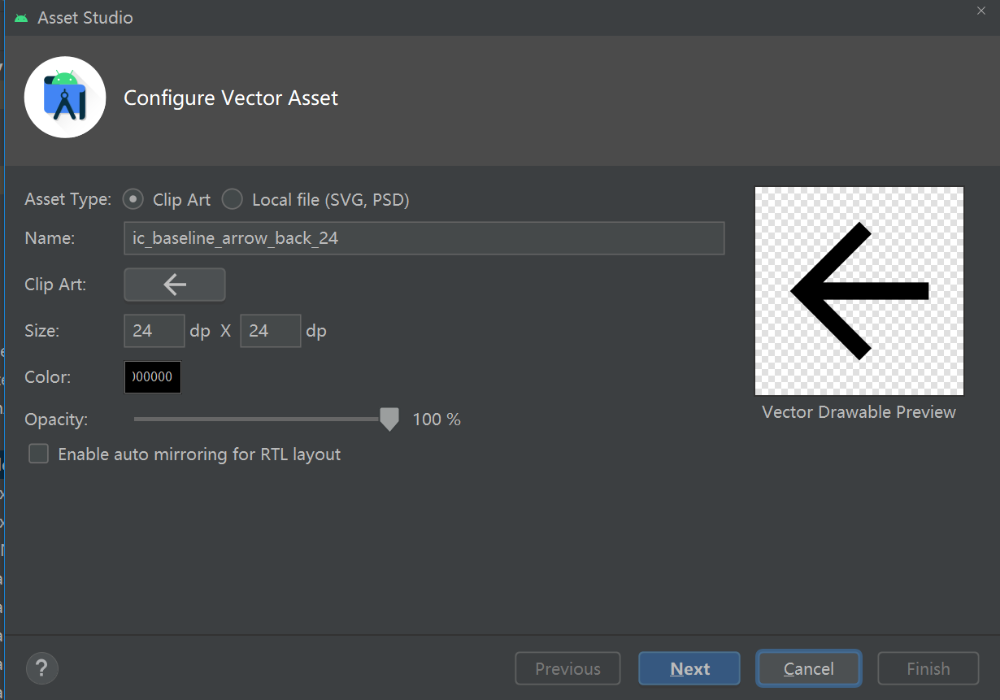 Asset Studio
Configure Vector Asset
Asset Type: Clip Art Local file (SVG, PSD)
Name: ic_baseline_arrow_back_24
Clip Art:
Size: 24 dp X 24 dp
Color: 000000
Opacity: 100 %
Enable auto mirroring for RTL layout
Vector Drawable Preview
? Previous Next Cancel Finish